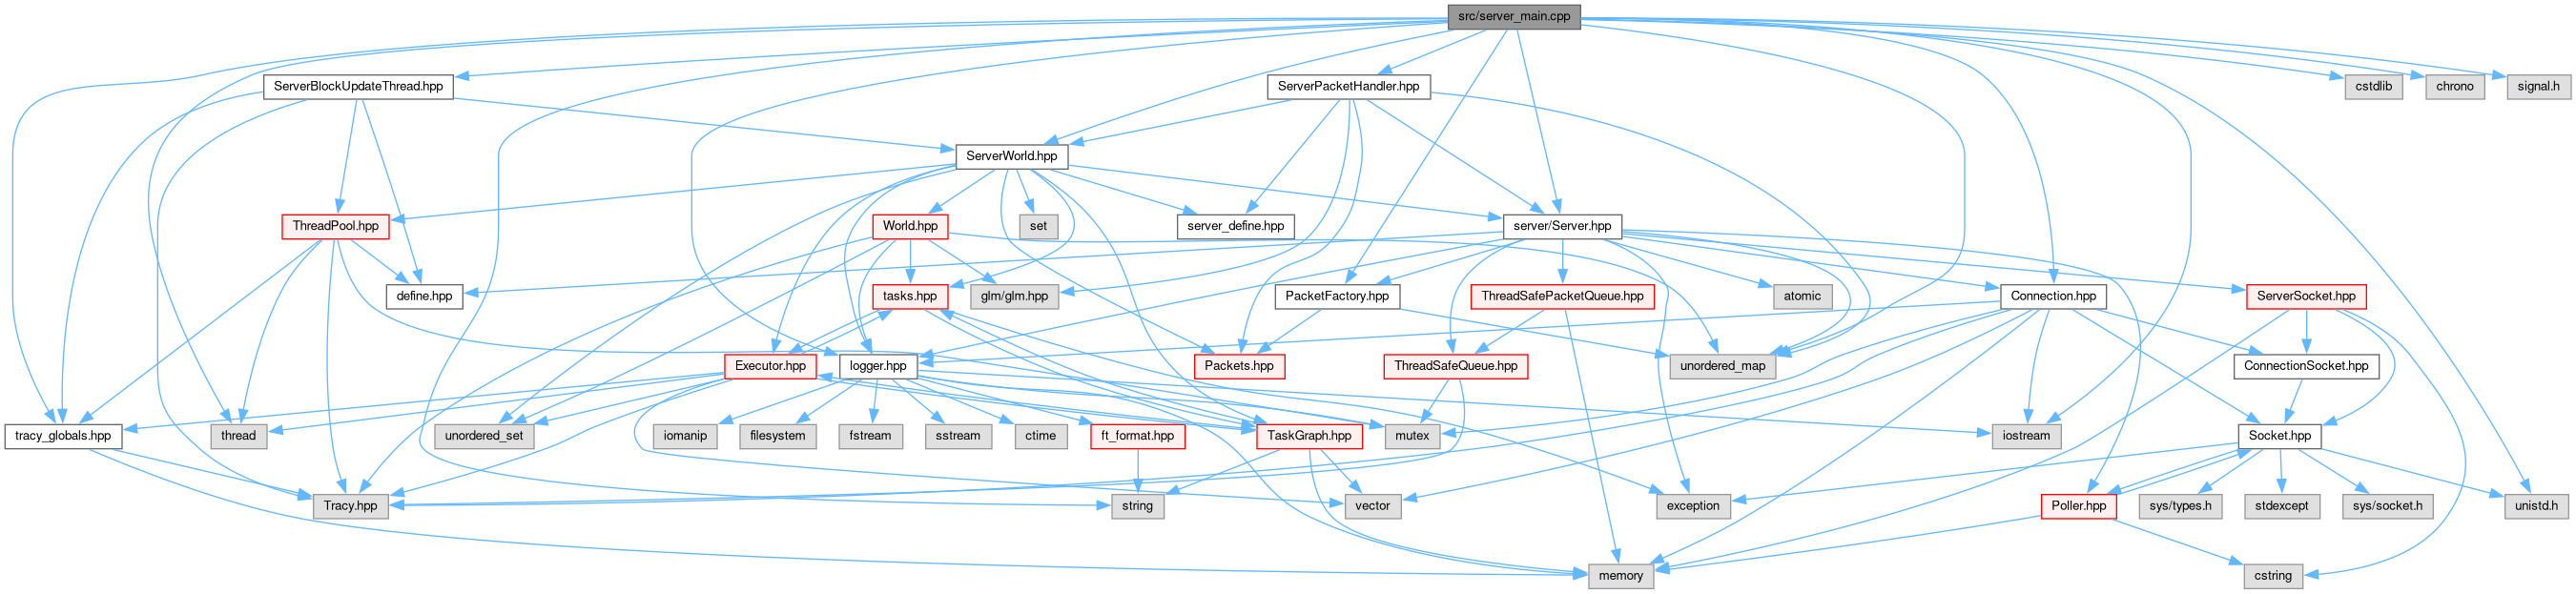 src/server_main.cpp
ServerBlockUpdateThread.hpp
ServerPacketHandler.hpp
cstdlib
chrono
signal.h
ServerWorld.hpp
ThreadPool.hpp
World.hpp
set
server_define.hpp
server/Server.hpp
define.hpp
tasks.hpp
glm/glm.hpp
PacketFactory.hpp
ThreadSafePacketQueue.hpp
atomic
Connection.hpp
ServerSocket.hpp
Executor.hpp
logger.hpp
Packets.hpp
ThreadSafeQueue.hpp
unordered_map
ConnectionSocket.hpp
tracy_globals.hpp
thread
unordered_set
iomanip
filesystem
fstream
sstream
ctime
ft_format.hpp
TaskGraph.hpp
mutex
iostream
Socket.hpp
Tracy.hpp
string
vector
exception
Poller.hpp
sys/types.h
stdexcept
sys/socket.h
unistd.h
memory
cstring